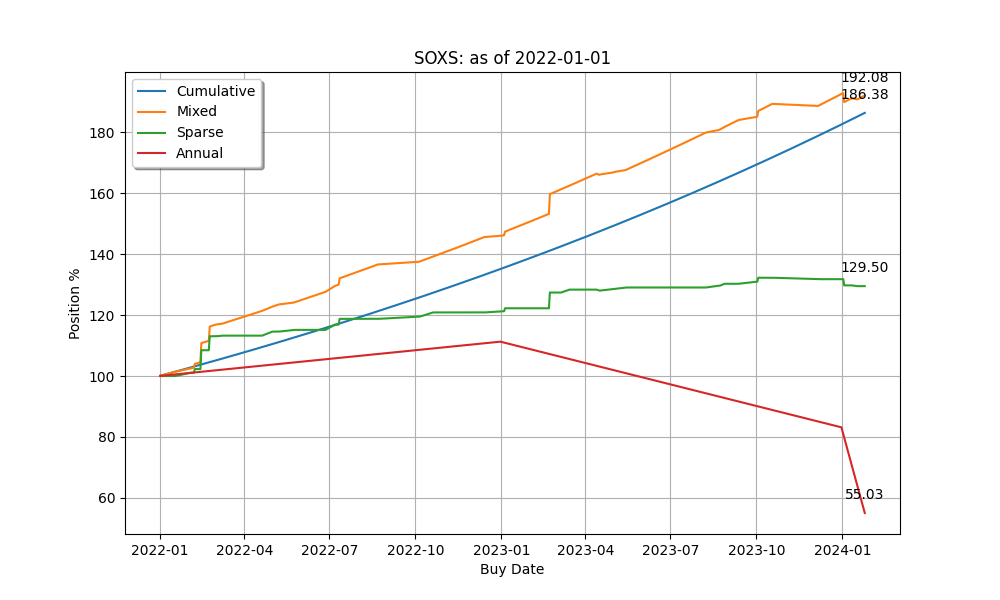 SOXS: as of 2022-01-01
Cumulative
Mixed
Sparse
Annual
192.08
186.38
129.50
55.03
180
160
140
120
100
80
60
Position %
2022-01 2022-04 2022-07 2022-10 2023-01 2023-04 2023-07 2023-10 2024-01
Buy Date